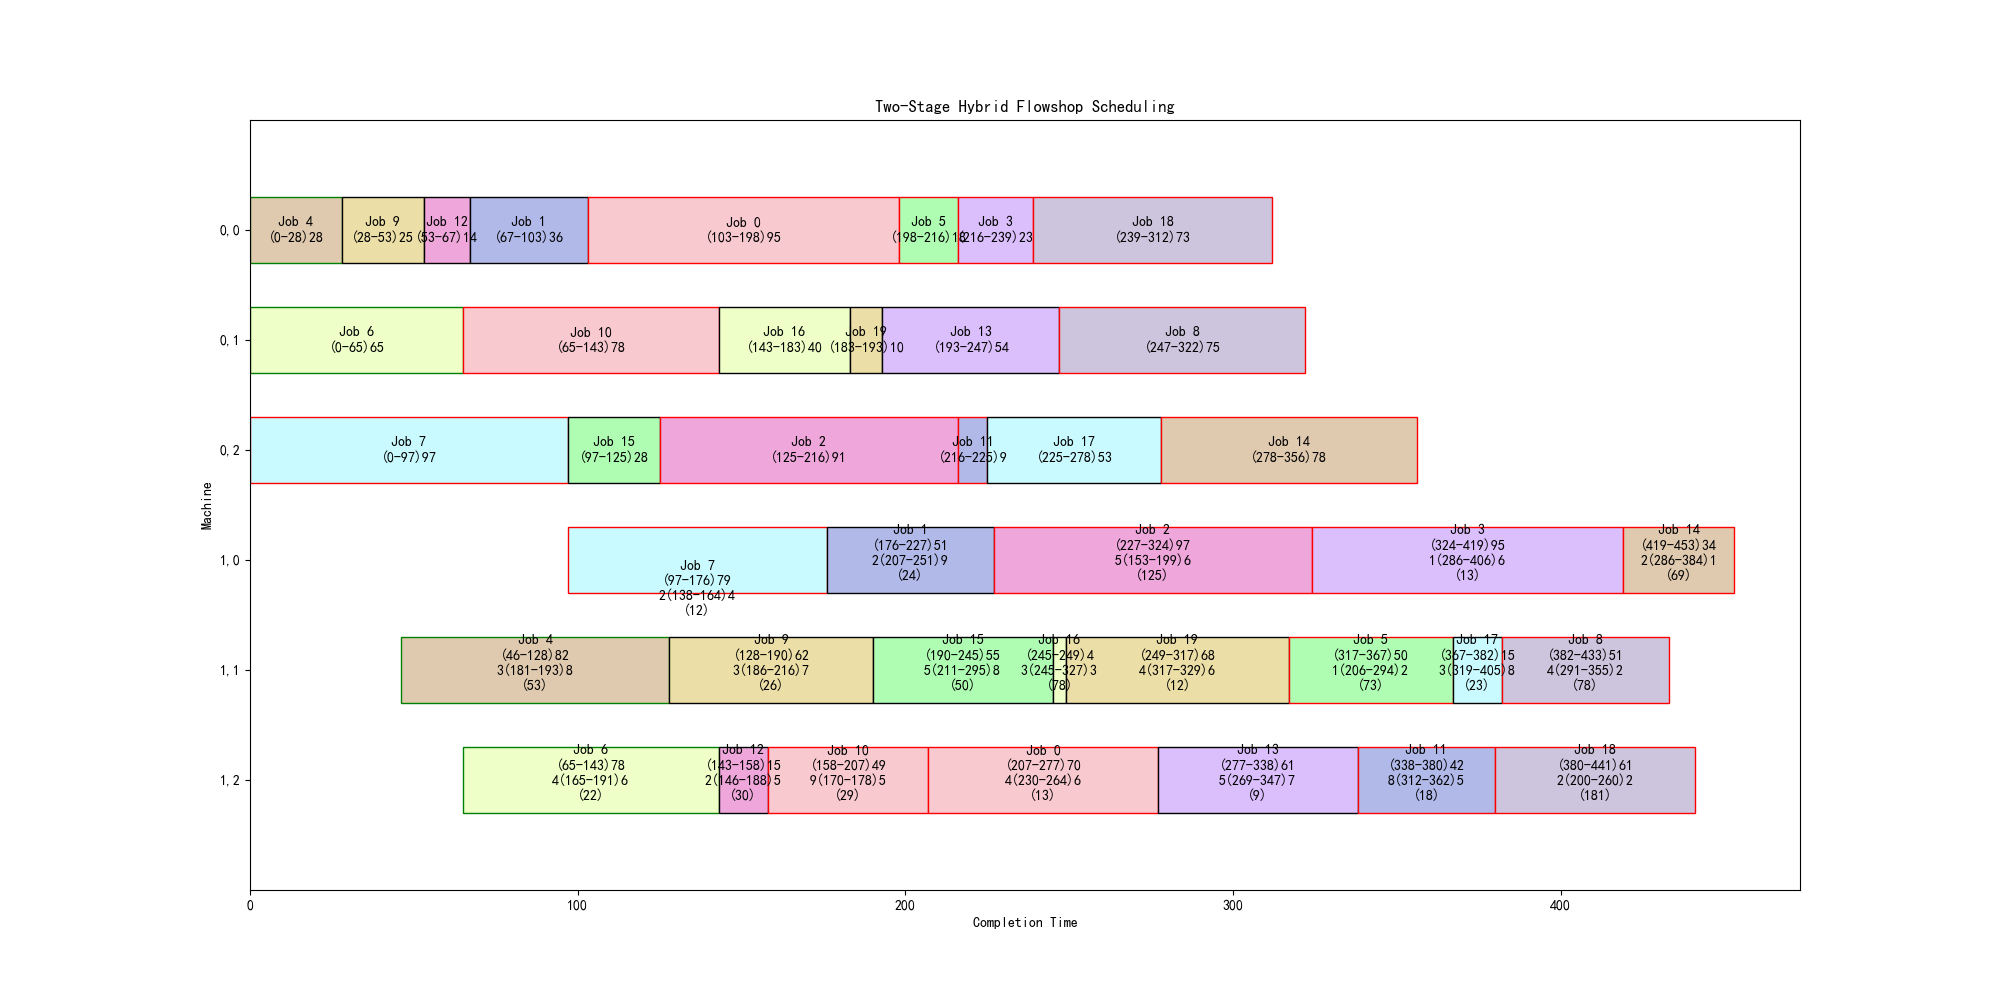 Two-Stage Hybrid Flowshop Scheduling
Machine
0,0
Job 4
(0-28)28
Job 9
(28-53)25
Job 12
(53-67)14
Job 1
(67-103)36
Job 0
(103-198)95
Job 5
(198-216)18
Job 3
(216-239)23
Job 18
(239-312)73
0,1
Job 6
(0-65)65
Job 10
(65-143)78
Job 16
(143-183)40
Job 19
(183-193)10
Job 13
(193-247)54
Job 8
(247-322)75
0,2
Job 7
(0-97)97
Job 15
(97-125)28
Job 2
(125-216)91
Job 11
(216-225)9
Job 17
(225-278)53
Job 14
(278-356)78
1,0
Job 7
(97-176)79
2(138-164)4
(12)
Job 1
(176-227)51
2(207-251)9
(24)
Job 2
(227-324)97
5(153-199)6
(125)
Job 3
(324-419)95
1(286-406)6
(13)
Job 14
(419-453)34
2(286-384)1
(69)
1,1
Job 4
(46-128)82
3(181-193)8
(53)
Job 9
(128-190)62
3(186-216)7
(26)
Job 15
(190-245)55
5(211-295)8
(50)
Job 16
(245-249)4
3(245-327)3
(78)
Job 19
(249-317)68
4(317-329)6
(12)
Job 5
(317-367)50
1(206-294)2
(73)
Job 17
(367-382)15
3(319-405)8
(23)
Job 8
(382-433)51
4(291-355)2
(78)
1,2
Job 6
(65-143)78
4(165-191)6
(22)
Job 12
(143-158)15
2(146-188)5
(30)
Job 10
(158-207)49
9(170-178)5
(29)
Job 0
(207-277)70
4(230-264)6
(13)
Job 13
(277-338)61
5(269-347)7
(9)
Job 11
(338-380)42
8(312-362)5
(18)
Job 18
(380-441)61
2(200-260)2
(181)
0
100
200
300
400
Completion Time